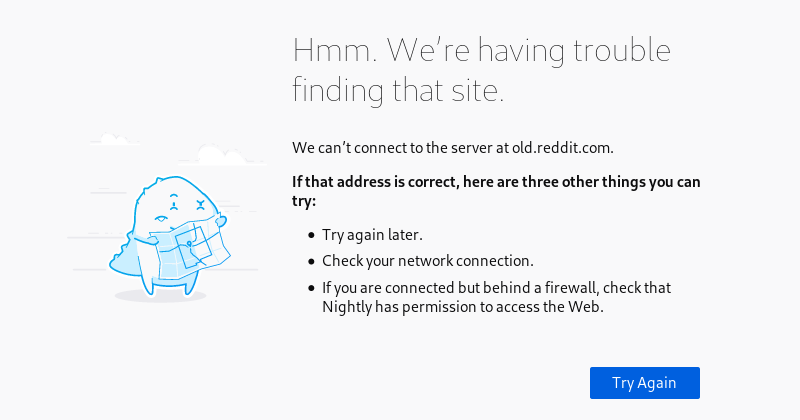 Hmm. We’re having trouble
finding that site.
We can’t connect to the server at old.reddit.com.
If that address is correct, here are three other things you can
try:
• Try again later.
• Check your network connection.
• If you are connected but behind a firewall, check that
Nightly has permission to access the Web.
Try Again